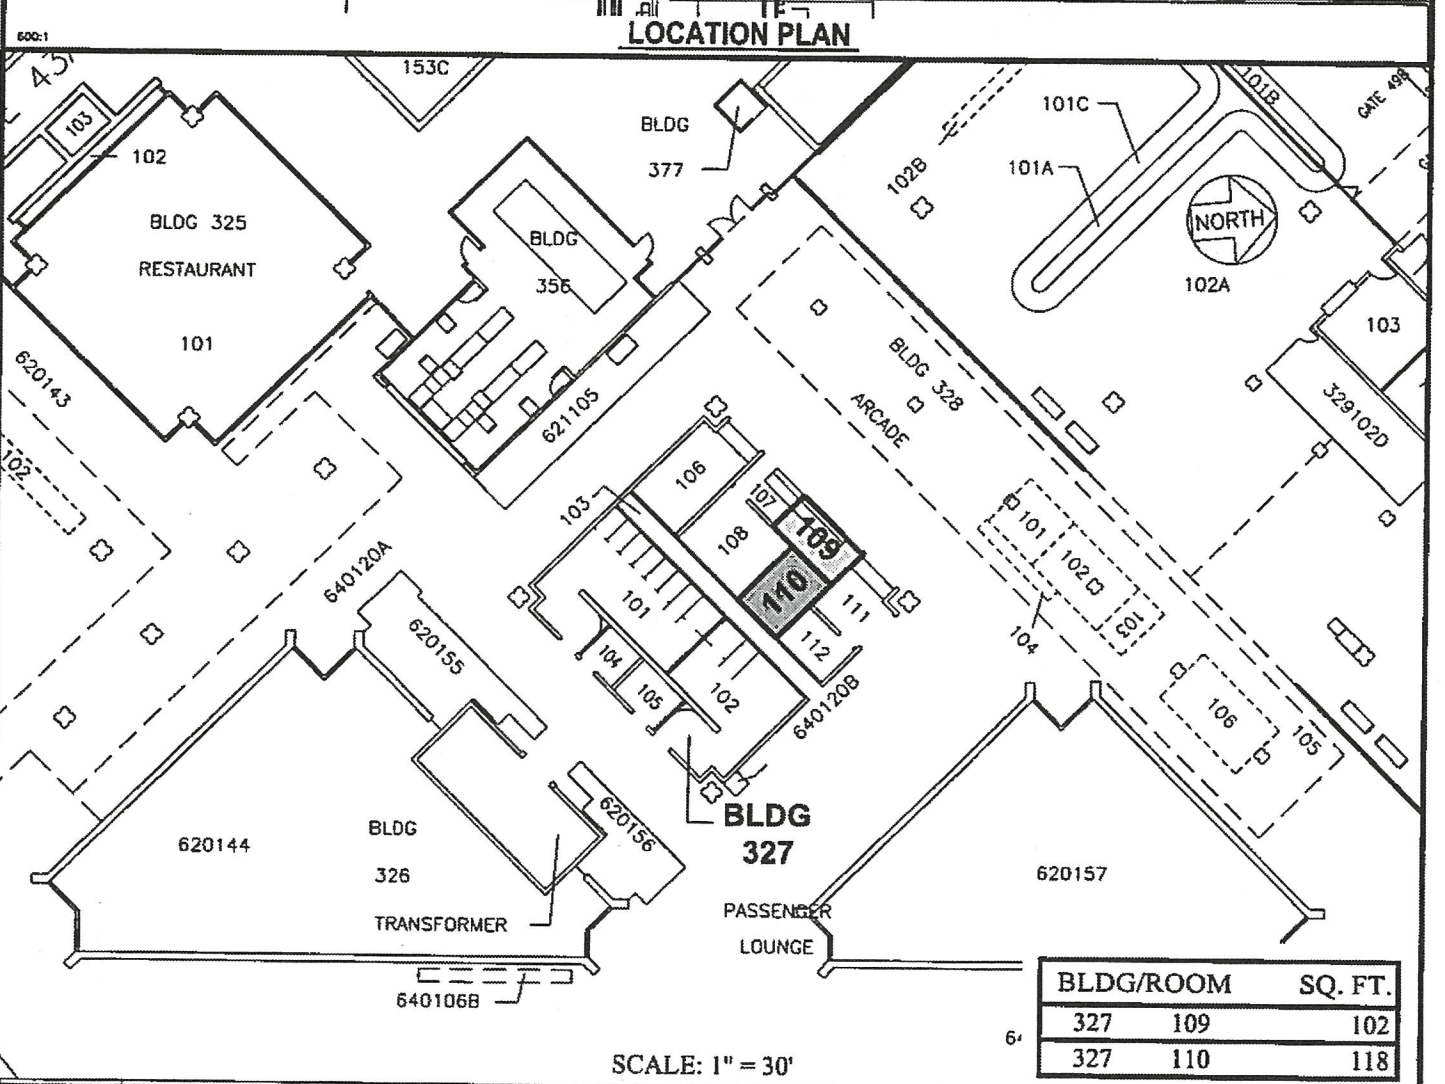 LOCATION PLAN
600:1
153C
103
102
BLDG
377
101C
101B
GATE 49B
101A
102B
NORTH
102A
BLDG 325
RESTAURANT
101
BLDG
356
103
620143
BLDG 328
ARCADE
329102D
621105
102
106
103
107
109
108
110
101
102
103
104
640120A
101
111
112
620155
104
105
102
640120B
106
105
BLDG
327
620144
BLDG
326
620156
620157
TRANSFORMER
PASSENGER
LOUNGE
640106B
BLDG/ROOM SQ. FT.
327 109 102
327 110 118
SCALE: 1" = 30'